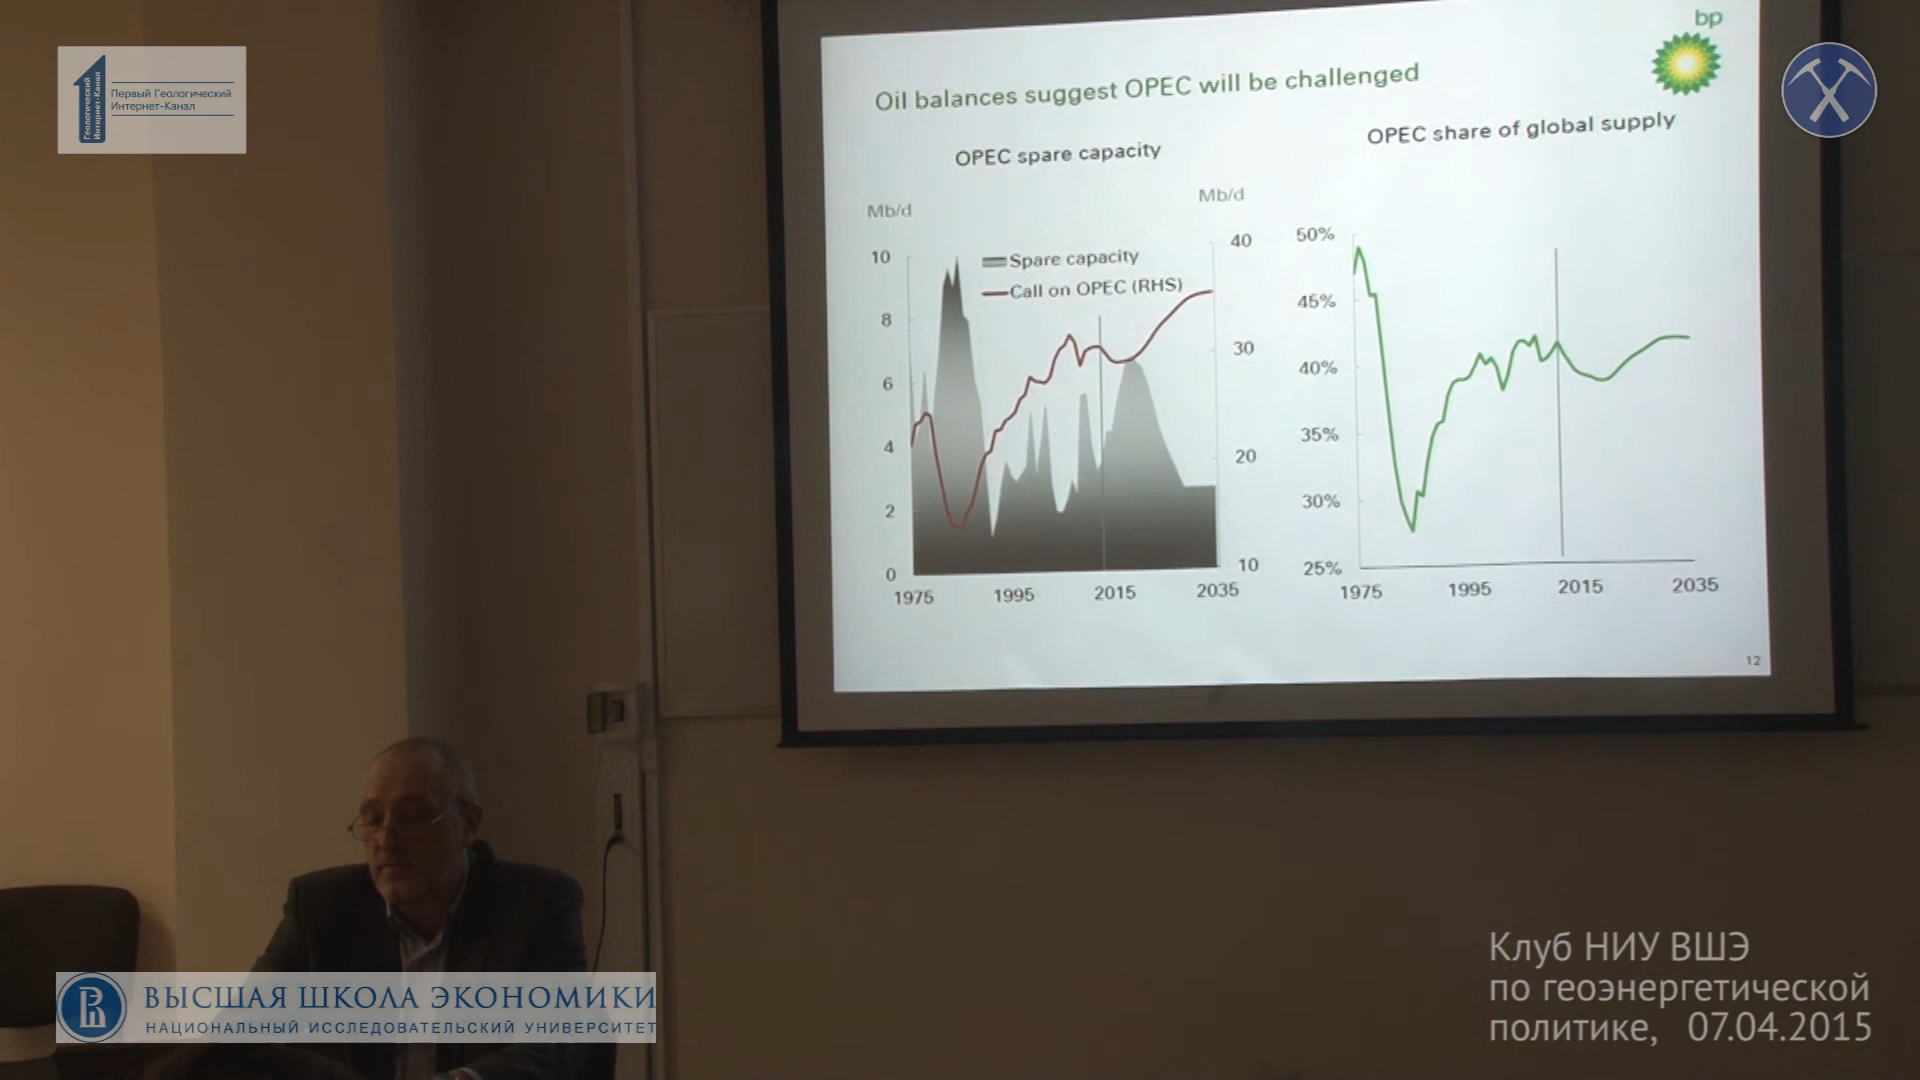 Геологический
Интернет-Канал
Первый Геологический
Интернет-Канал
bp
Oil balances suggest OPEC will be challenged
OPEC spare capacity
Mb/d
Mb/d
10
8
6
4
2
0
Spare capacity
Call on OPEC (RHS)
40
30
20
10
1975
1995
2015
2035
OPEC share of global supply
50%
45%
40%
35%
30%
25%
1975
1995
2015
2035
12
ВЫСШАЯ ШКОЛА ЭКОНОМИКИ
НАЦИОНАЛЬНЫЙ ИССЛЕДОВАТЕЛЬСКИЙ УНИВЕРСИТЕТ
Клуб НИУ ВШЭ
по геоэнергетической
политике, 07.04.2015